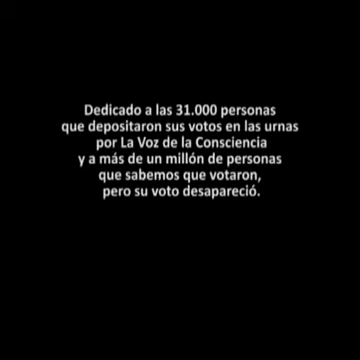 Dedicado a las 31.000 personas
que depositaron sus votos en las urnas
por La Voz de la Consciencia
y a más de un millón de personas
que sabemos que votaron,
pero su voto desapareció.